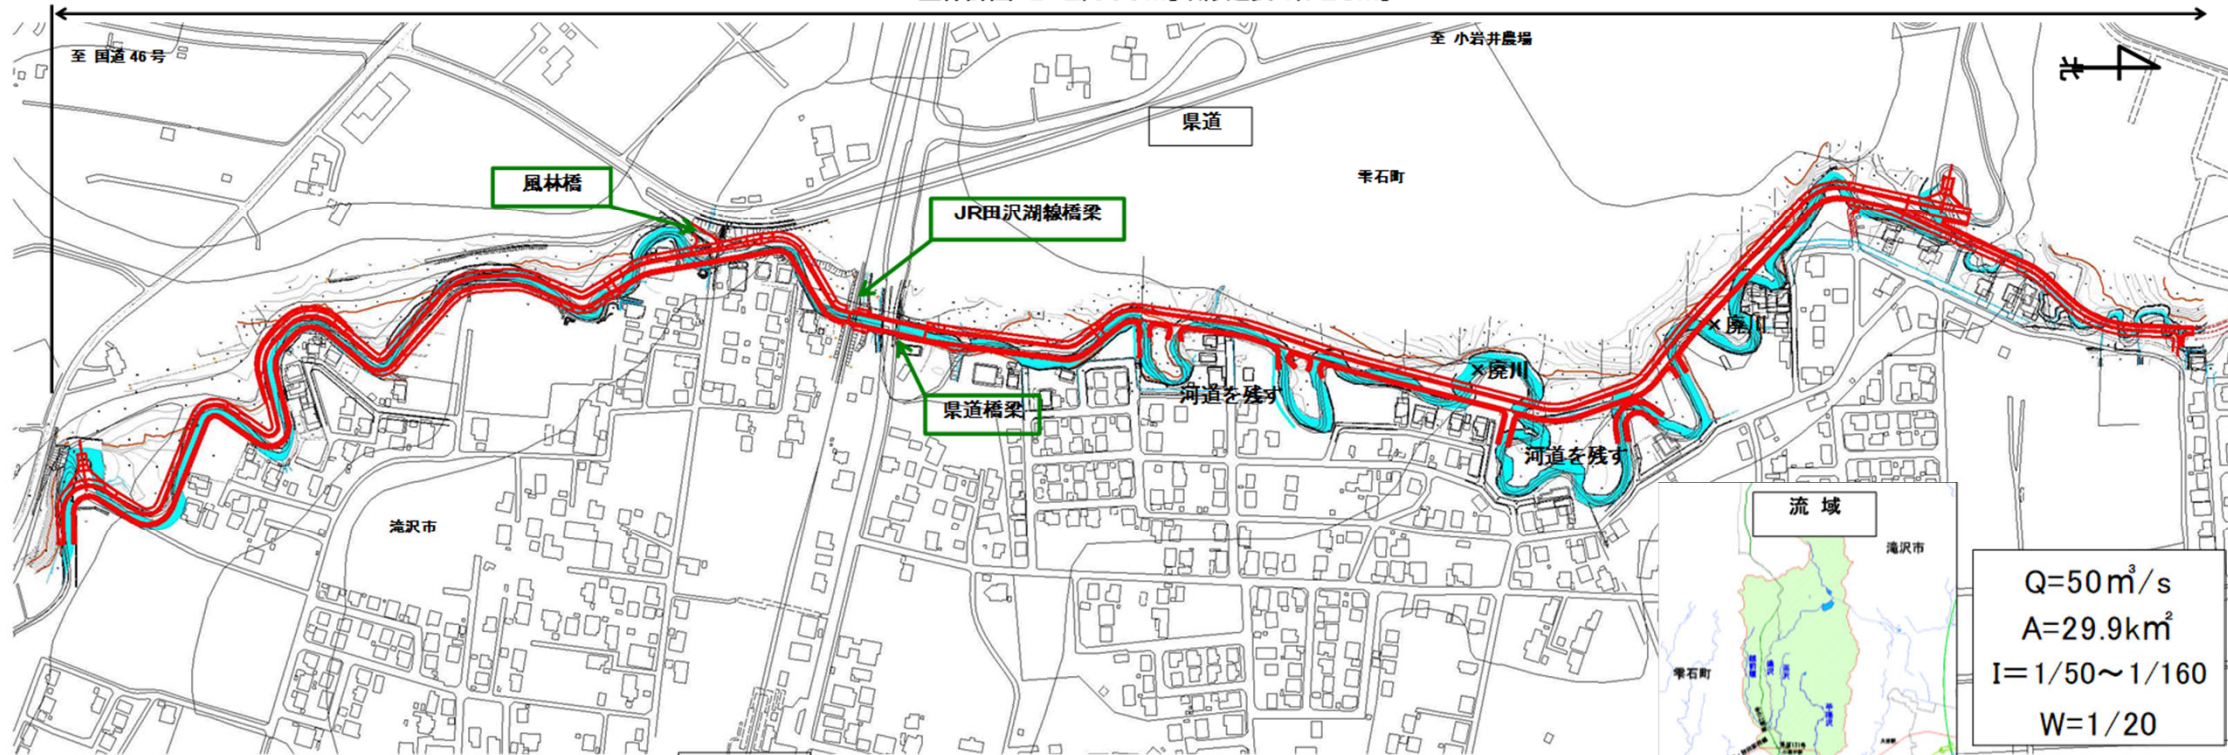 至 国道 46 号
至 小岩井農場
北
県道
風林橋
雫石町
JR田沢湖線橋梁
×廃川
×廃川
河道を残す
県道橋梁
河道を残す
滝沢市
流 域
滝沢市
雫石町
Q=50㎥/s
A=29.9k㎡
I=1/50～1/160
W=1/20